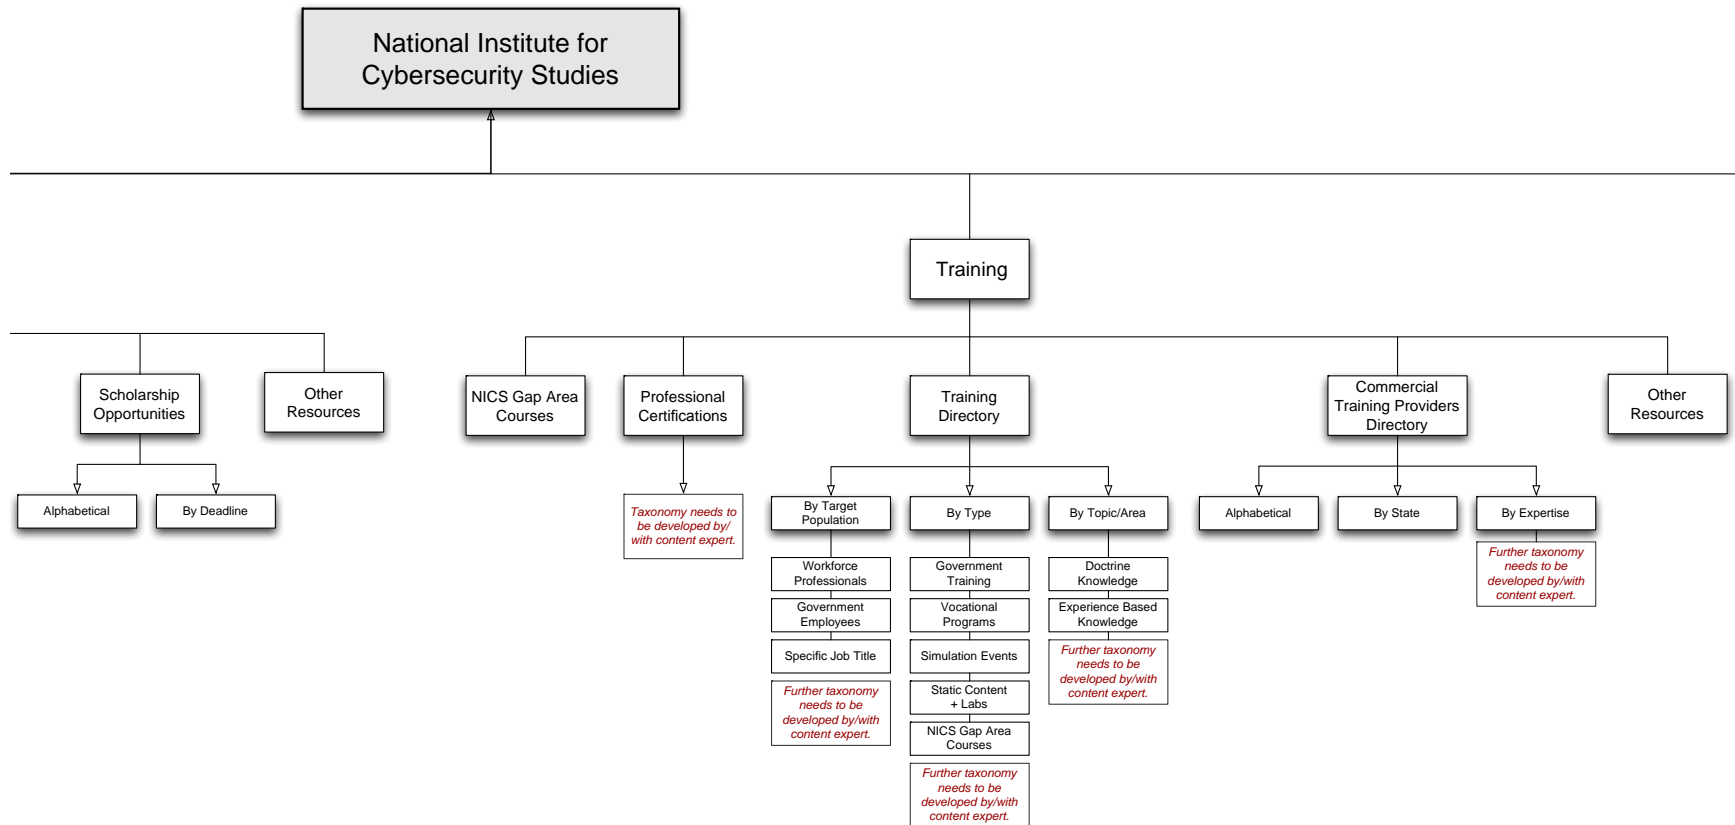 National Institute for
Cybersecurity Studies
Training
Scholarship
Opportunities
Other
Resources
NICS Gap Area
Courses
Professional
Certifications
Training
Directory
Commercial
Training Providers
Directory
Other
Resources
Alphabetical
By Deadline
Taxonomy needs to
be developed by/
with content expert.
By Target
Population
By Type
By Topic/Area
Alphabetical
By State
By Expertise
Workforce
Professionals
Government
Employees
Specific Job Title
Further taxonomy
needs to be
developed by/with
content expert.
Government
Training
Vocational
Programs
Simulation Events
Static Content
+ Labs
NICS Gap Area
Courses
Further taxonomy
needs to be
developed by/with
content expert.
Doctrine
Knowledge
Experience Based
Knowledge
Further taxonomy
needs to be
developed by/with
content expert.
Further taxonomy
needs to be
developed by/with
content expert.